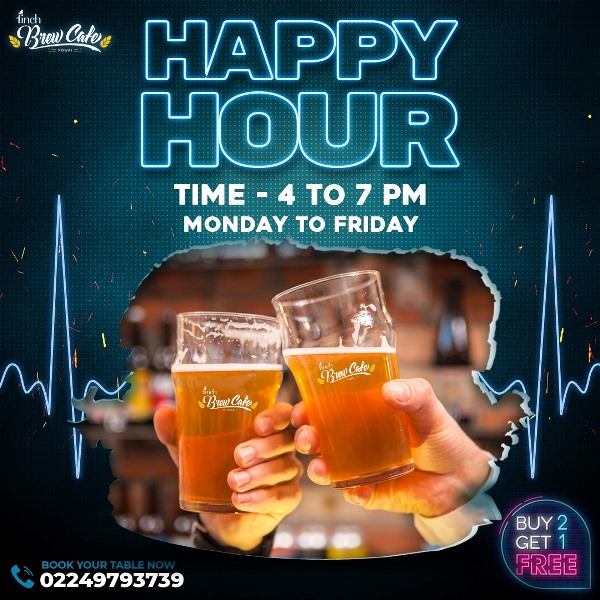 finch
Brew Cafe
POWAI
HAPPY
HOUR
TIME - 4 TO 7 PM
MONDAY TO FRIDAY
finch
Brew Cafe
finch
Brew Cafe
BUY 2
GET 1
FREE
BOOK YOUR TABLE NOW
02249793739